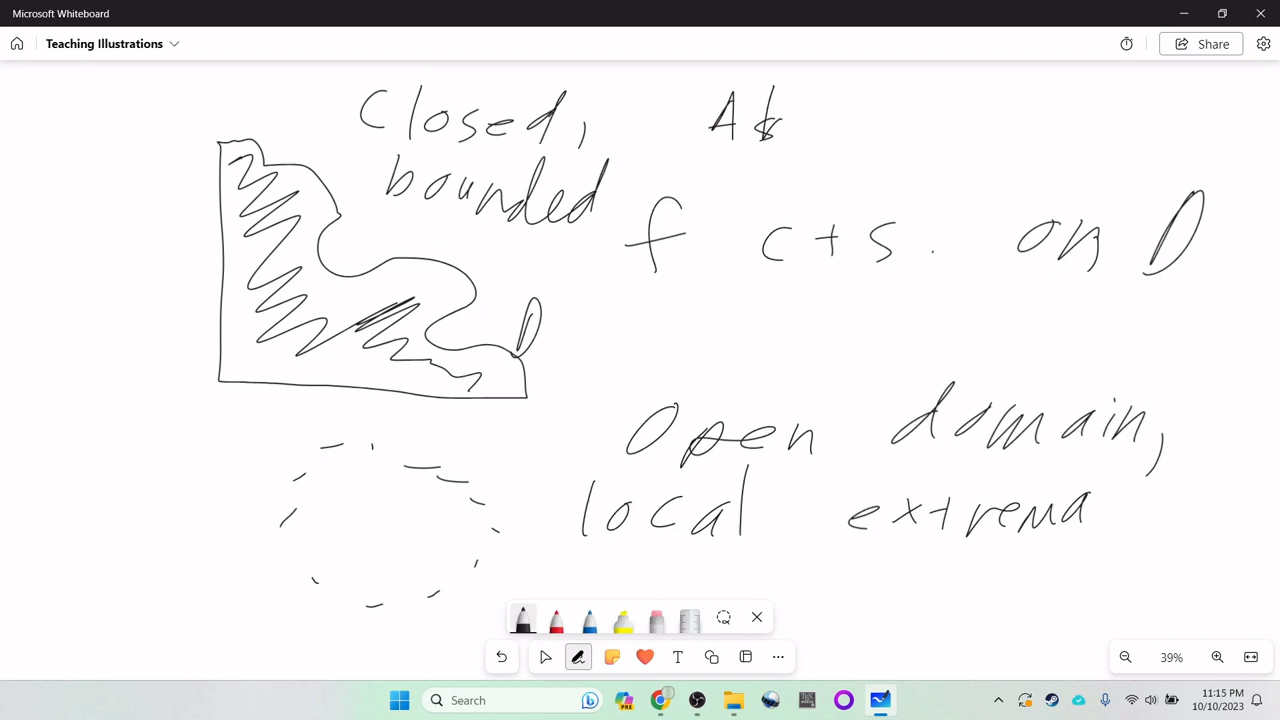 Microsoft Whiteboard
Teaching Illustrations
Share
Closed,
bounded
f cts. on D
D
Open domain,
local extrema
39%
Search
PRE
11:15 PM
10/10/2023